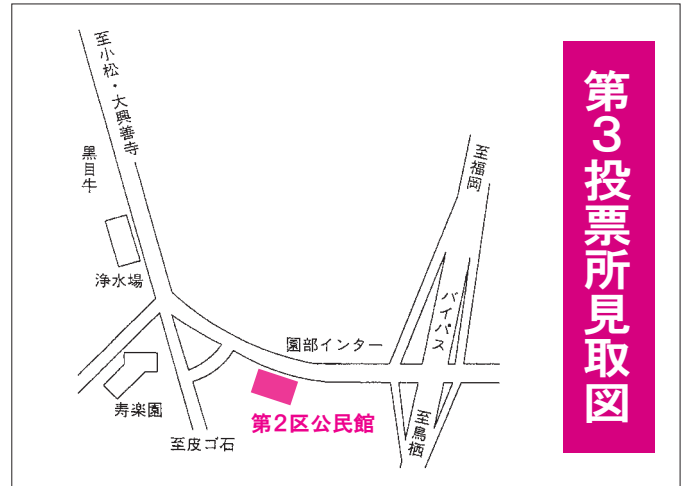 第3投票所見取図
至小松・大興善寺
黒目牛
浄水場
至福岡
バイパス
園部インター
寿楽園
第2区公民館
至皮ゴ石
至鳥栖